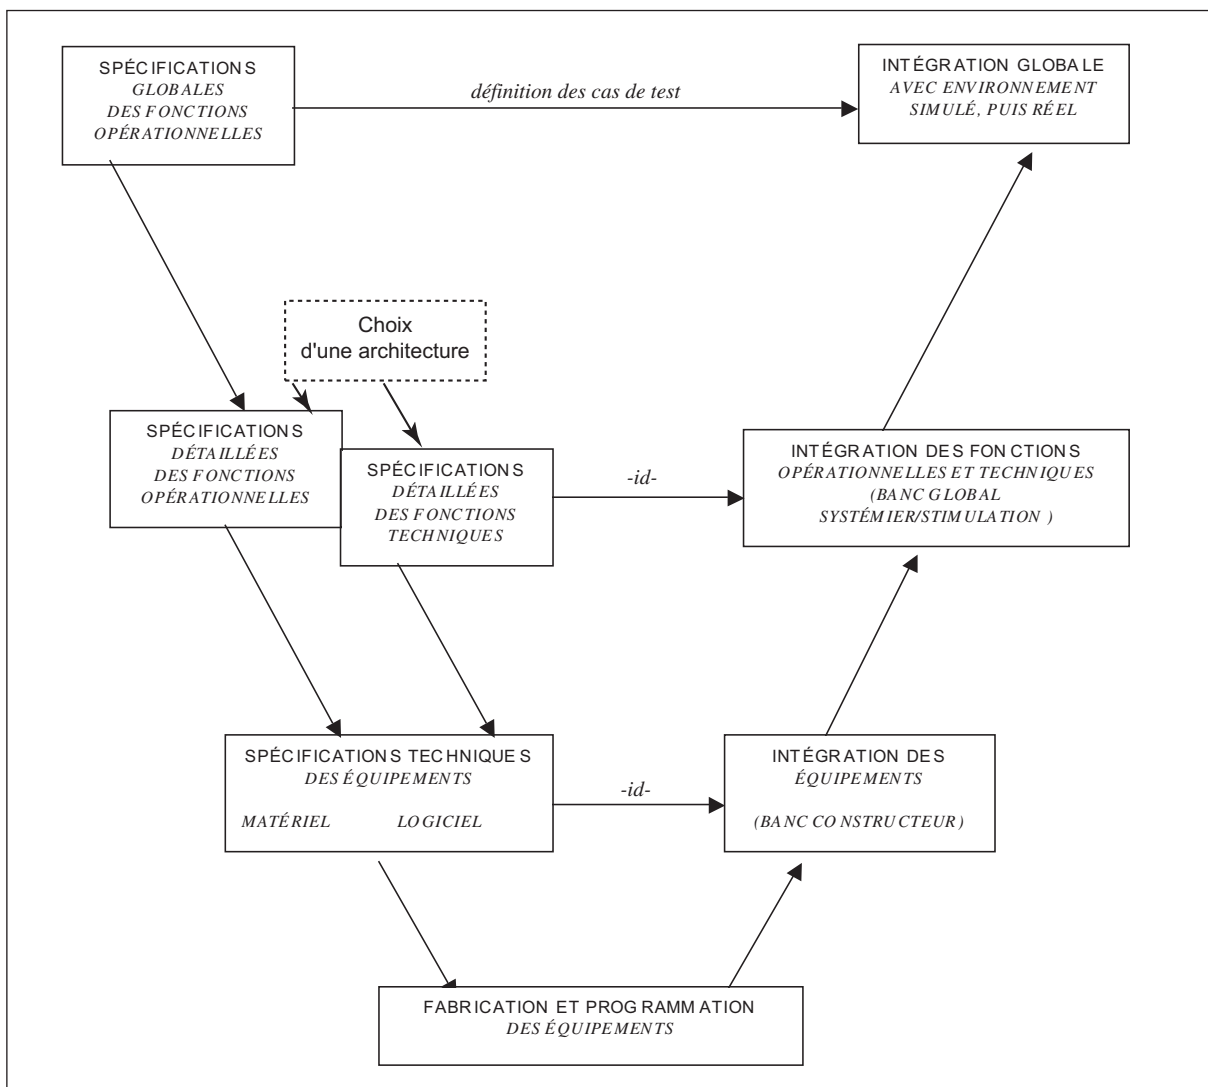 SPÉCIFICATIONS
GLOBALES
DES FONCTIONS
OPÉRATIONNELLES
définition des cas de test
INTÉGRATION GLOBALE
AVEC ENVIRONNEMENT
SIMULÉ, PUIS RÉEL
Choix
d'une architecture
SPÉCIFICATIONS
DÉTAILLÉES
DES FONCTIONS
OPÉRATIONNELLES
SPÉCIFICATIONS
DÉTAILLÉES
DES FONCTIONS
TECHNIQUES
-id-
INTÉGRATION DES FONCTIONS
OPÉRATIONNELLES ET TECHNIQUES
(BANC GLOBAL
SYSTÉMIER/STIMULATION )
SPÉCIFICATIONS TECHNIQUES
DES ÉQUIPEMENTS
MATÉRIEL LOGICIEL
-id-
INTÉGRATION DES
ÉQUIPEMENTS
(BANC CONSTRUCTEUR)
FABRICATION ET PROGRAMMATION
DES ÉQUIPEMENTS